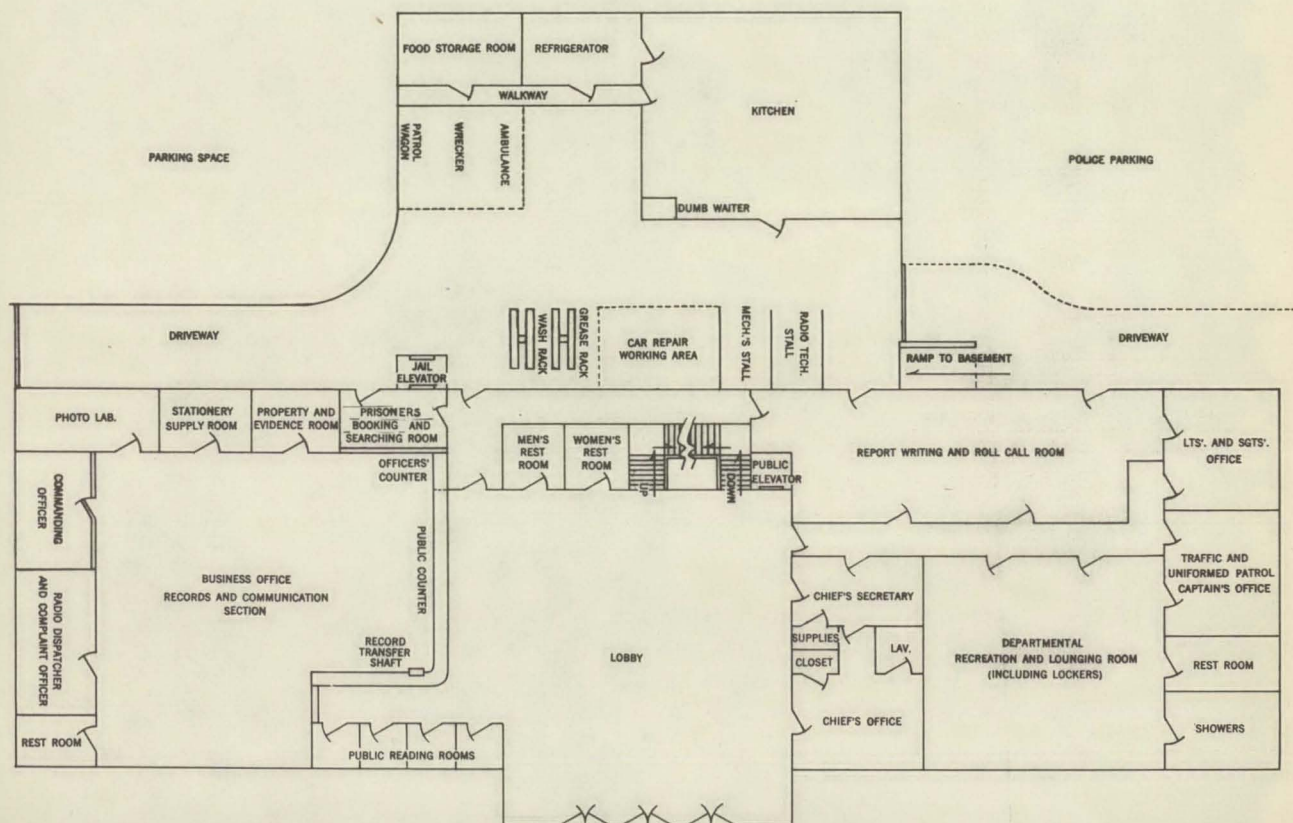 FOOD STORAGE ROOM
REFRIGERATOR
WALKWAY
KITCHEN
PATROL
WAGON
WRECKER
AMBULANCE
PARKING SPACE
POLICE PARKING
DUMB WAITER
DRIVEWAY
WASH RACK
GREASE RACK
CAR REPAIR
WORKING AREA
MECH.'S STALL
RADIO TECH.
STALL
DRIVEWAY
RAMP TO BASEMENT
JAIL
ELEVATOR
PHOTO LAB.
STATIONERY
SUPPLY ROOM
PROPERTY AND
EVIDENCE ROOM
PRISONERS
BOOKING AND
SEARCHING ROOM
MEN'S
REST
ROOM
WOMEN'S
REST
ROOM
UP
DOWN
PUBLIC
ELEVATOR
REPORT WRITING AND ROLL CALL ROOM
LTS'. AND SGTS'.
OFFICE
OFFICERS'
COUNTER
COMMANDING
OFFICER
PUBLIC COUNTER
BUSINESS OFFICE
RECORDS AND COMMUNICATION
SECTION
RADIO DISPATCHER
AND COMPLAINT OFFICER
RECORD
TRANSFER
SHAFT
LOBBY
CHIEF'S SECRETARY
SUPPLIES
CLOSET
LAV.
CHIEF'S OFFICE
DEPARTMENTAL
RECREATION AND LOUNGING ROOM
(INCLUDING LOCKERS)
TRAFFIC AND
UNIFORMED PATROL
CAPTAIN'S OFFICE
REST ROOM
SHOWERS
REST ROOM
PUBLIC READING ROOMS